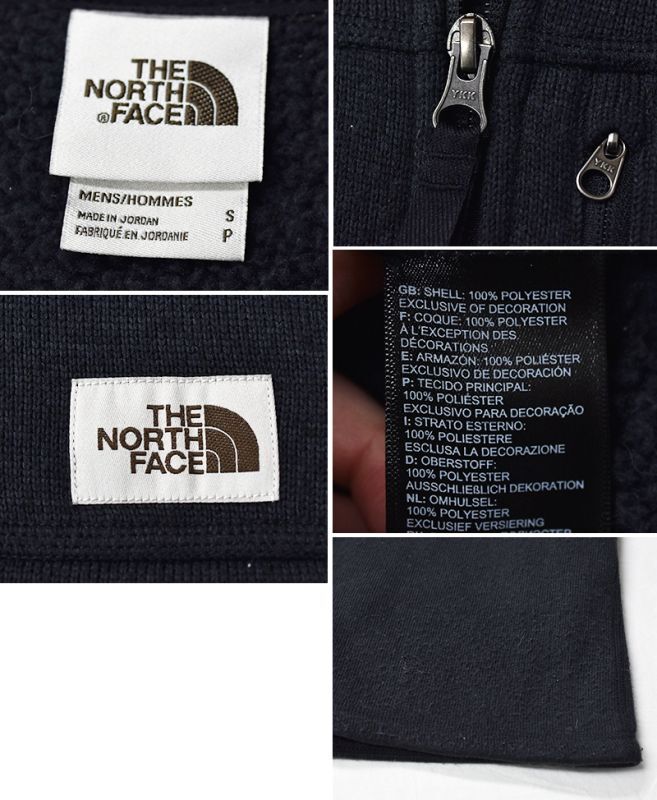 THE
NORTH
®FACE
MENS/HOMMES
MADE IN JORDAN S
FABRIQUÉ EN JORDANIE P
YKK
YKK
THE
NORTH
FACE
GB: SHELL: 100% POLYESTER
EXCLUSIVE OF DECORATION
F: COQUE: 100% POLYESTER
À L'EXCEPTION DES
DÉCORATIONS
E: ARMAZÓN: 100% POLIÉSTER
EXCLUSIVO DE DECORACIÓN
P: TECIDO PRINCIPAL:
100% POLIÉSTER
EXCLUSIVO PARA DECORAÇÃO
I: STRATO ESTERNO:
100% POLIESTERE
ESCLUSA LA DECORAZIONE
D: OBERSTOFF:
100% POLYESTER
AUSSCHLIEẞLICH DEKORATION
NL: OMHULSEL:
100% POLYESTER
EXCLUSIEF VERSIERING